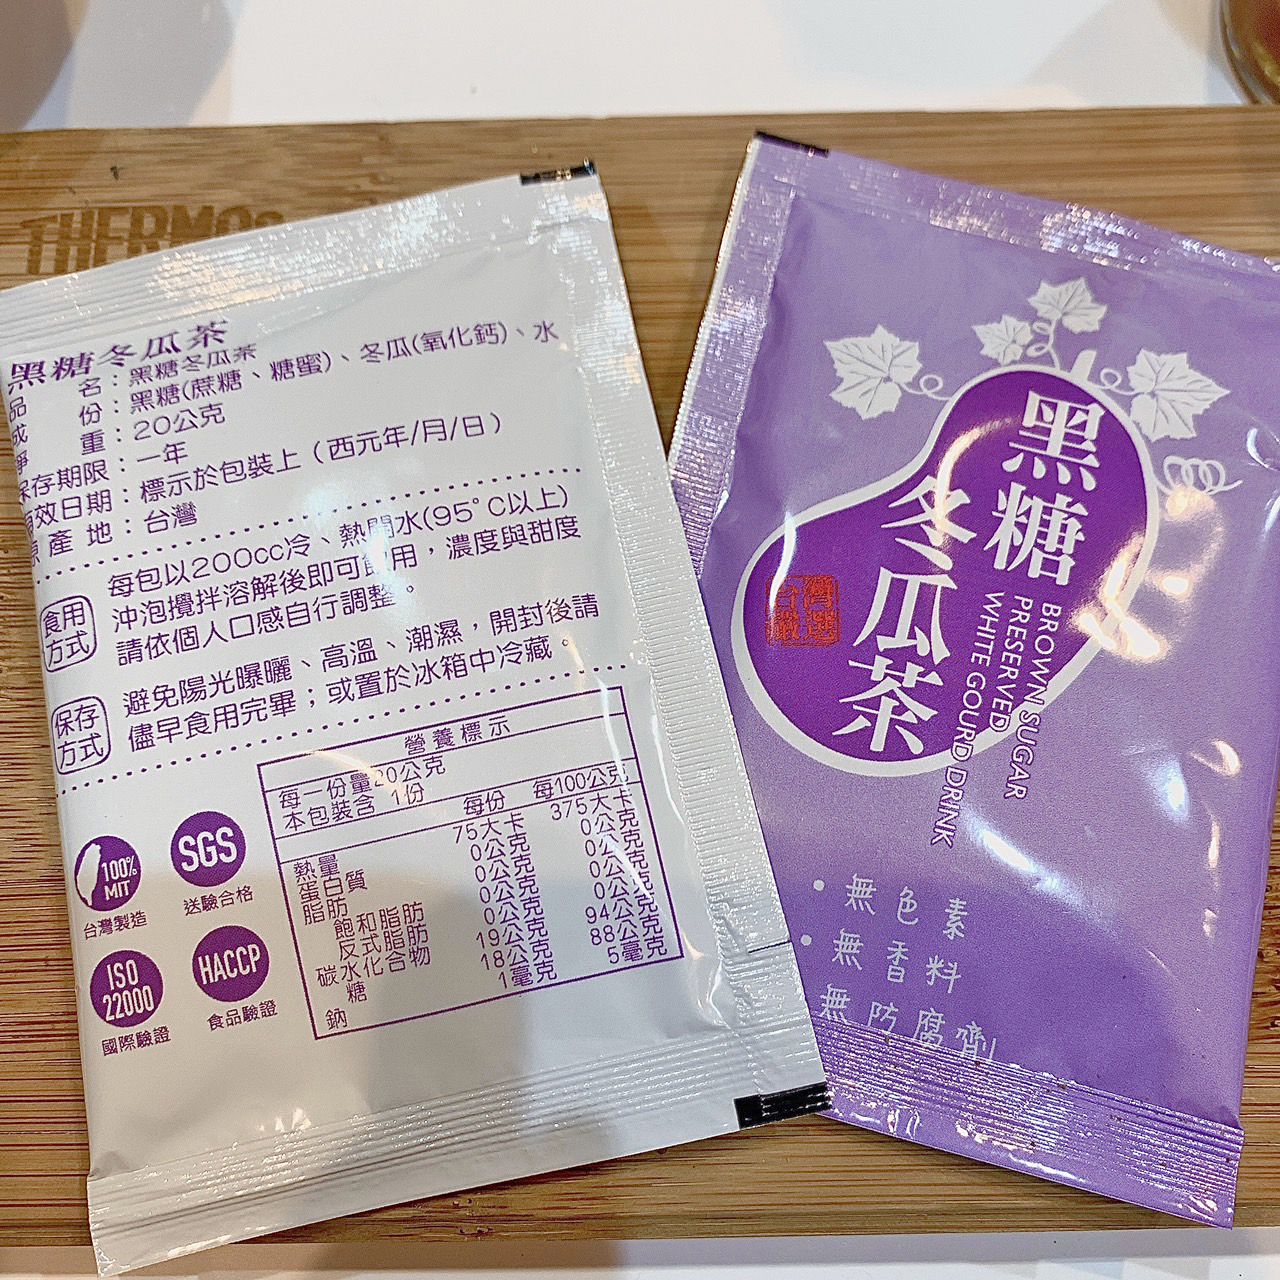 THERMOS
黑糖冬瓜茶
品名：黑糖冬瓜茶
成份：黑糖(蔗糖、糖蜜)、冬瓜(氧化鈣)、水
淨重：20公克
保存期限：一年
有效日期：標示於包裝上（西元年/月/日）
原產地：台灣
食用方式
每包以200cc冷、熱開水(95°C以上)
沖泡攪拌溶解後即可飲用，濃度與甜度
請依個人口感自行調整。
保存方式
避免陽光曝曬、高溫、潮濕，開封後請
儘早食用完畢；或置於冰箱中冷藏。
營養標示
每一份量20公克
本包裝含 1份
每份 每100公克
熱量 75大卡 375大卡
蛋白質 0公克 0公克
脂肪 0公克 0公克
飽和脂肪 0公克 0公克
反式脂肪 0公克 0公克
碳水化合物 19公克 94公克
糖 18公克 88公克
鈉 1毫克 5毫克
100%
MIT
台灣製造
SGS
送驗合格
ISO
22000
國際驗證
HACCP
食品驗證
黑糖
冬瓜茶
台灣
嚴選
BROWN SUGAR
PRESERVED
WHITE GOURD DRINK
•無色素
•無香料
無防腐劑